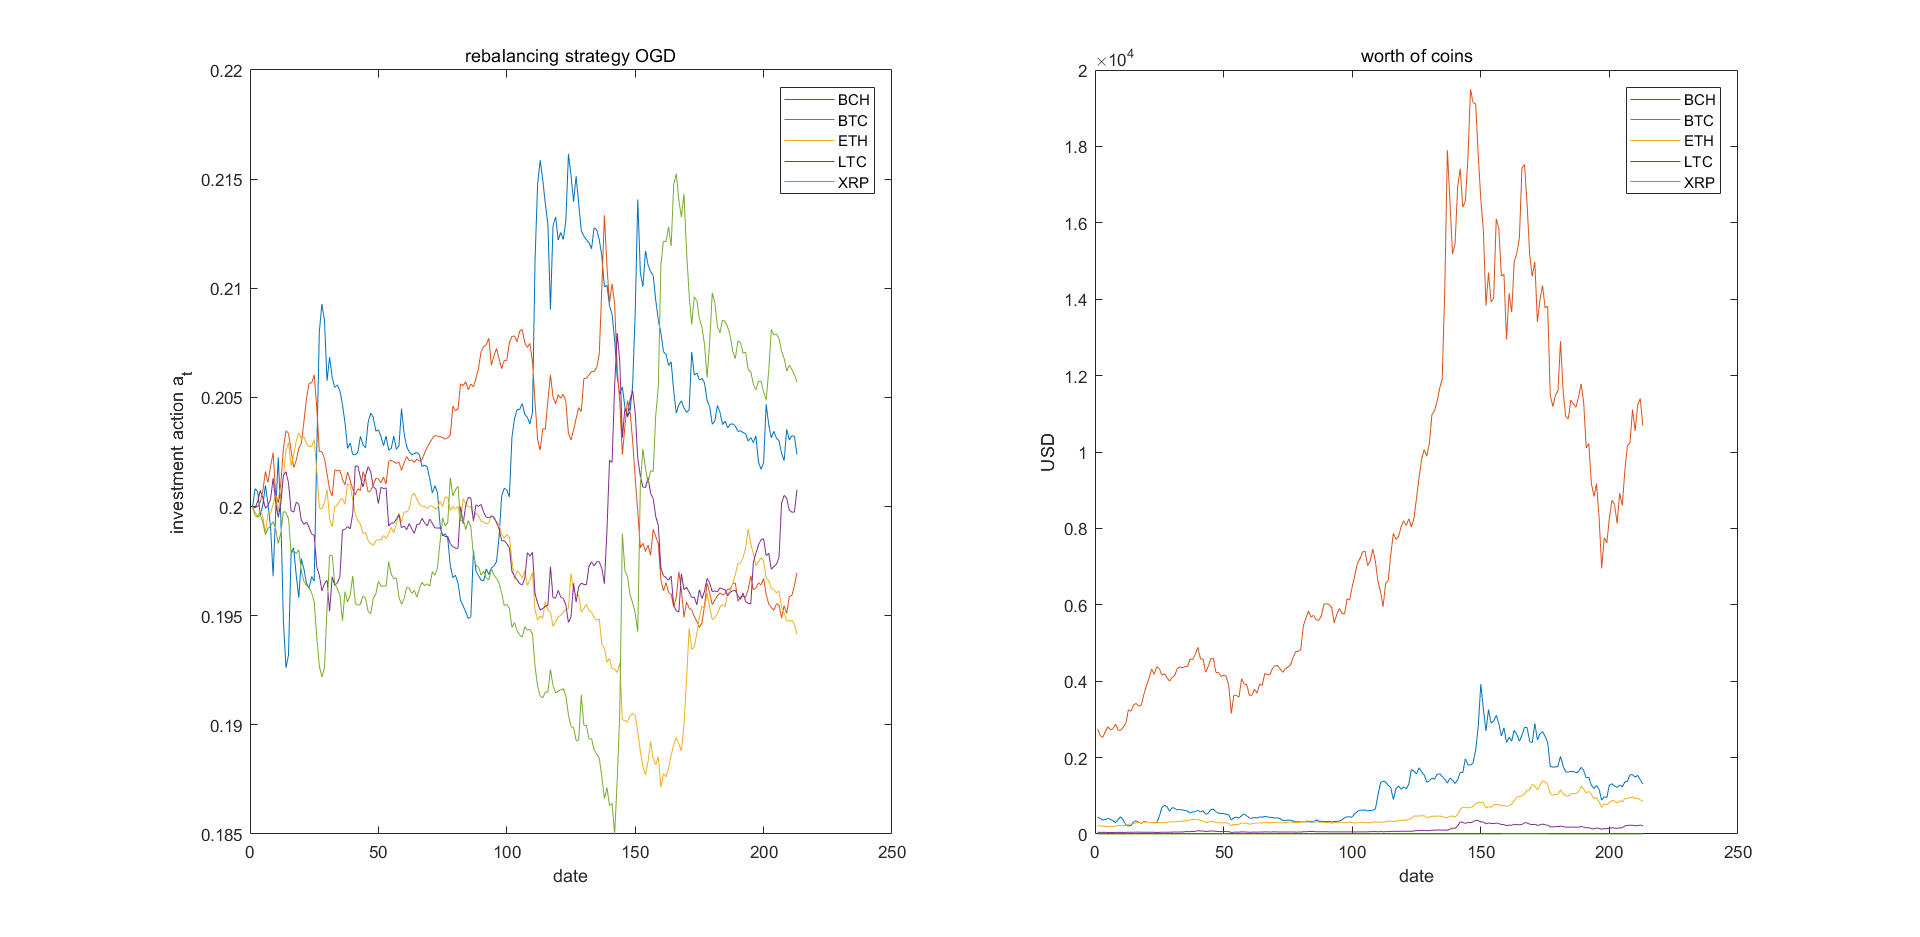 rebalancing strategy OGD
0.22
0.215
0.21
0.205
0.2
0.195
0.19
0.185
investment action a_t
0 50 100 150 200 250
date
BCH
BTC
ETH
LTC
XRP
worth of coins
×10^4
2
1.8
1.6
1.4
1.2
1
0.8
0.6
0.4
0.2
0
USD
0 50 100 150 200 250
date
BCH
BTC
ETH
LTC
XRP